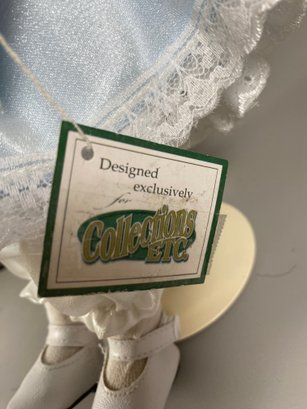 Designed
exclusively
for
Collections
ETC.